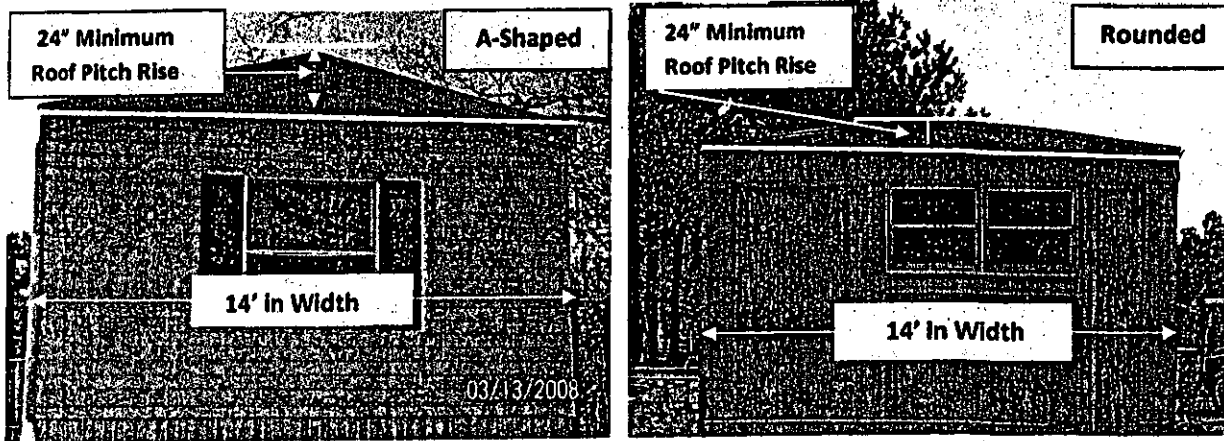 24" Minimum
Roof Pitch Rise
A-Shaped
14' in Width
03/13/2008
24" Minimum
Roof Pitch Rise
Rounded
14' in Width